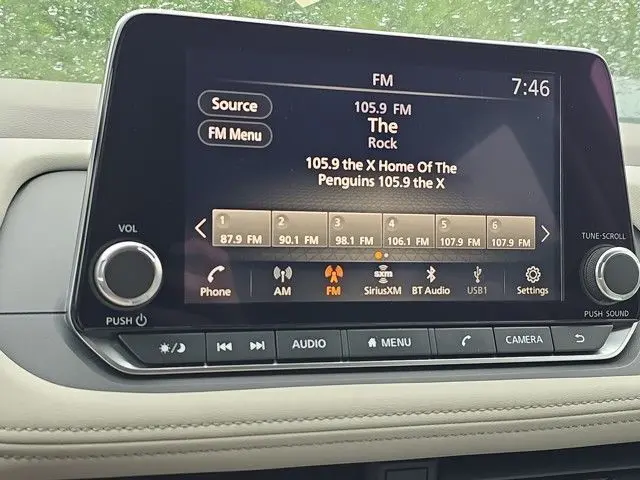 FM
7:46
Source
FM Menu
105.9 FM
The
Rock
105.9 the X Home Of The
Penguins 105.9 the X
1 2 3 4 5 6
87.9 FM 90.1 FM 98.1 FM 106.1 FM 107.9 FM 107.9 FM
Phone AM FM sxm SiriusXM BT Audio USB1 Settings
VOL
PUSH
TUNE·SCROLL
PUSH SOUND
AUDIO MENU CAMERA